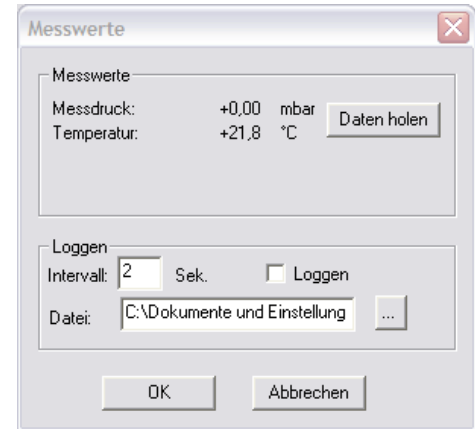 Messwerte
Messwerte
Messdruck: +0,00 mbar
Daten holen
Temperatur: +21,8 °C
Loggen
Intervall: 2 Sek. Loggen
Datei: C:\Dokumente und Einstellung ...
OK Abbrechen